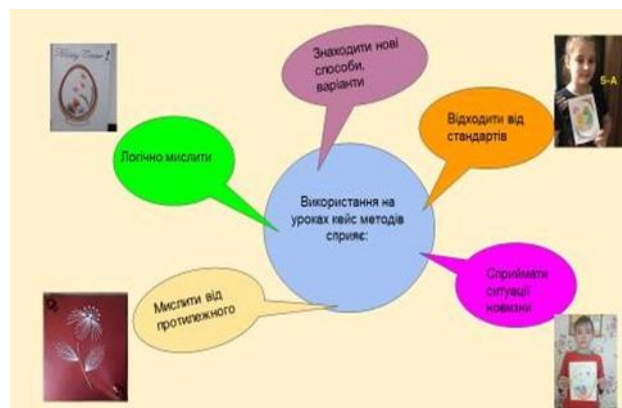 Знаходити нові
способи,
варіанти
5-А
Відходити від
стандартів
Логічно мислити
Використання на
уроках кейс методів
сприяє:
Сприймати
ситуації
новизни
Мислити від
протилежного